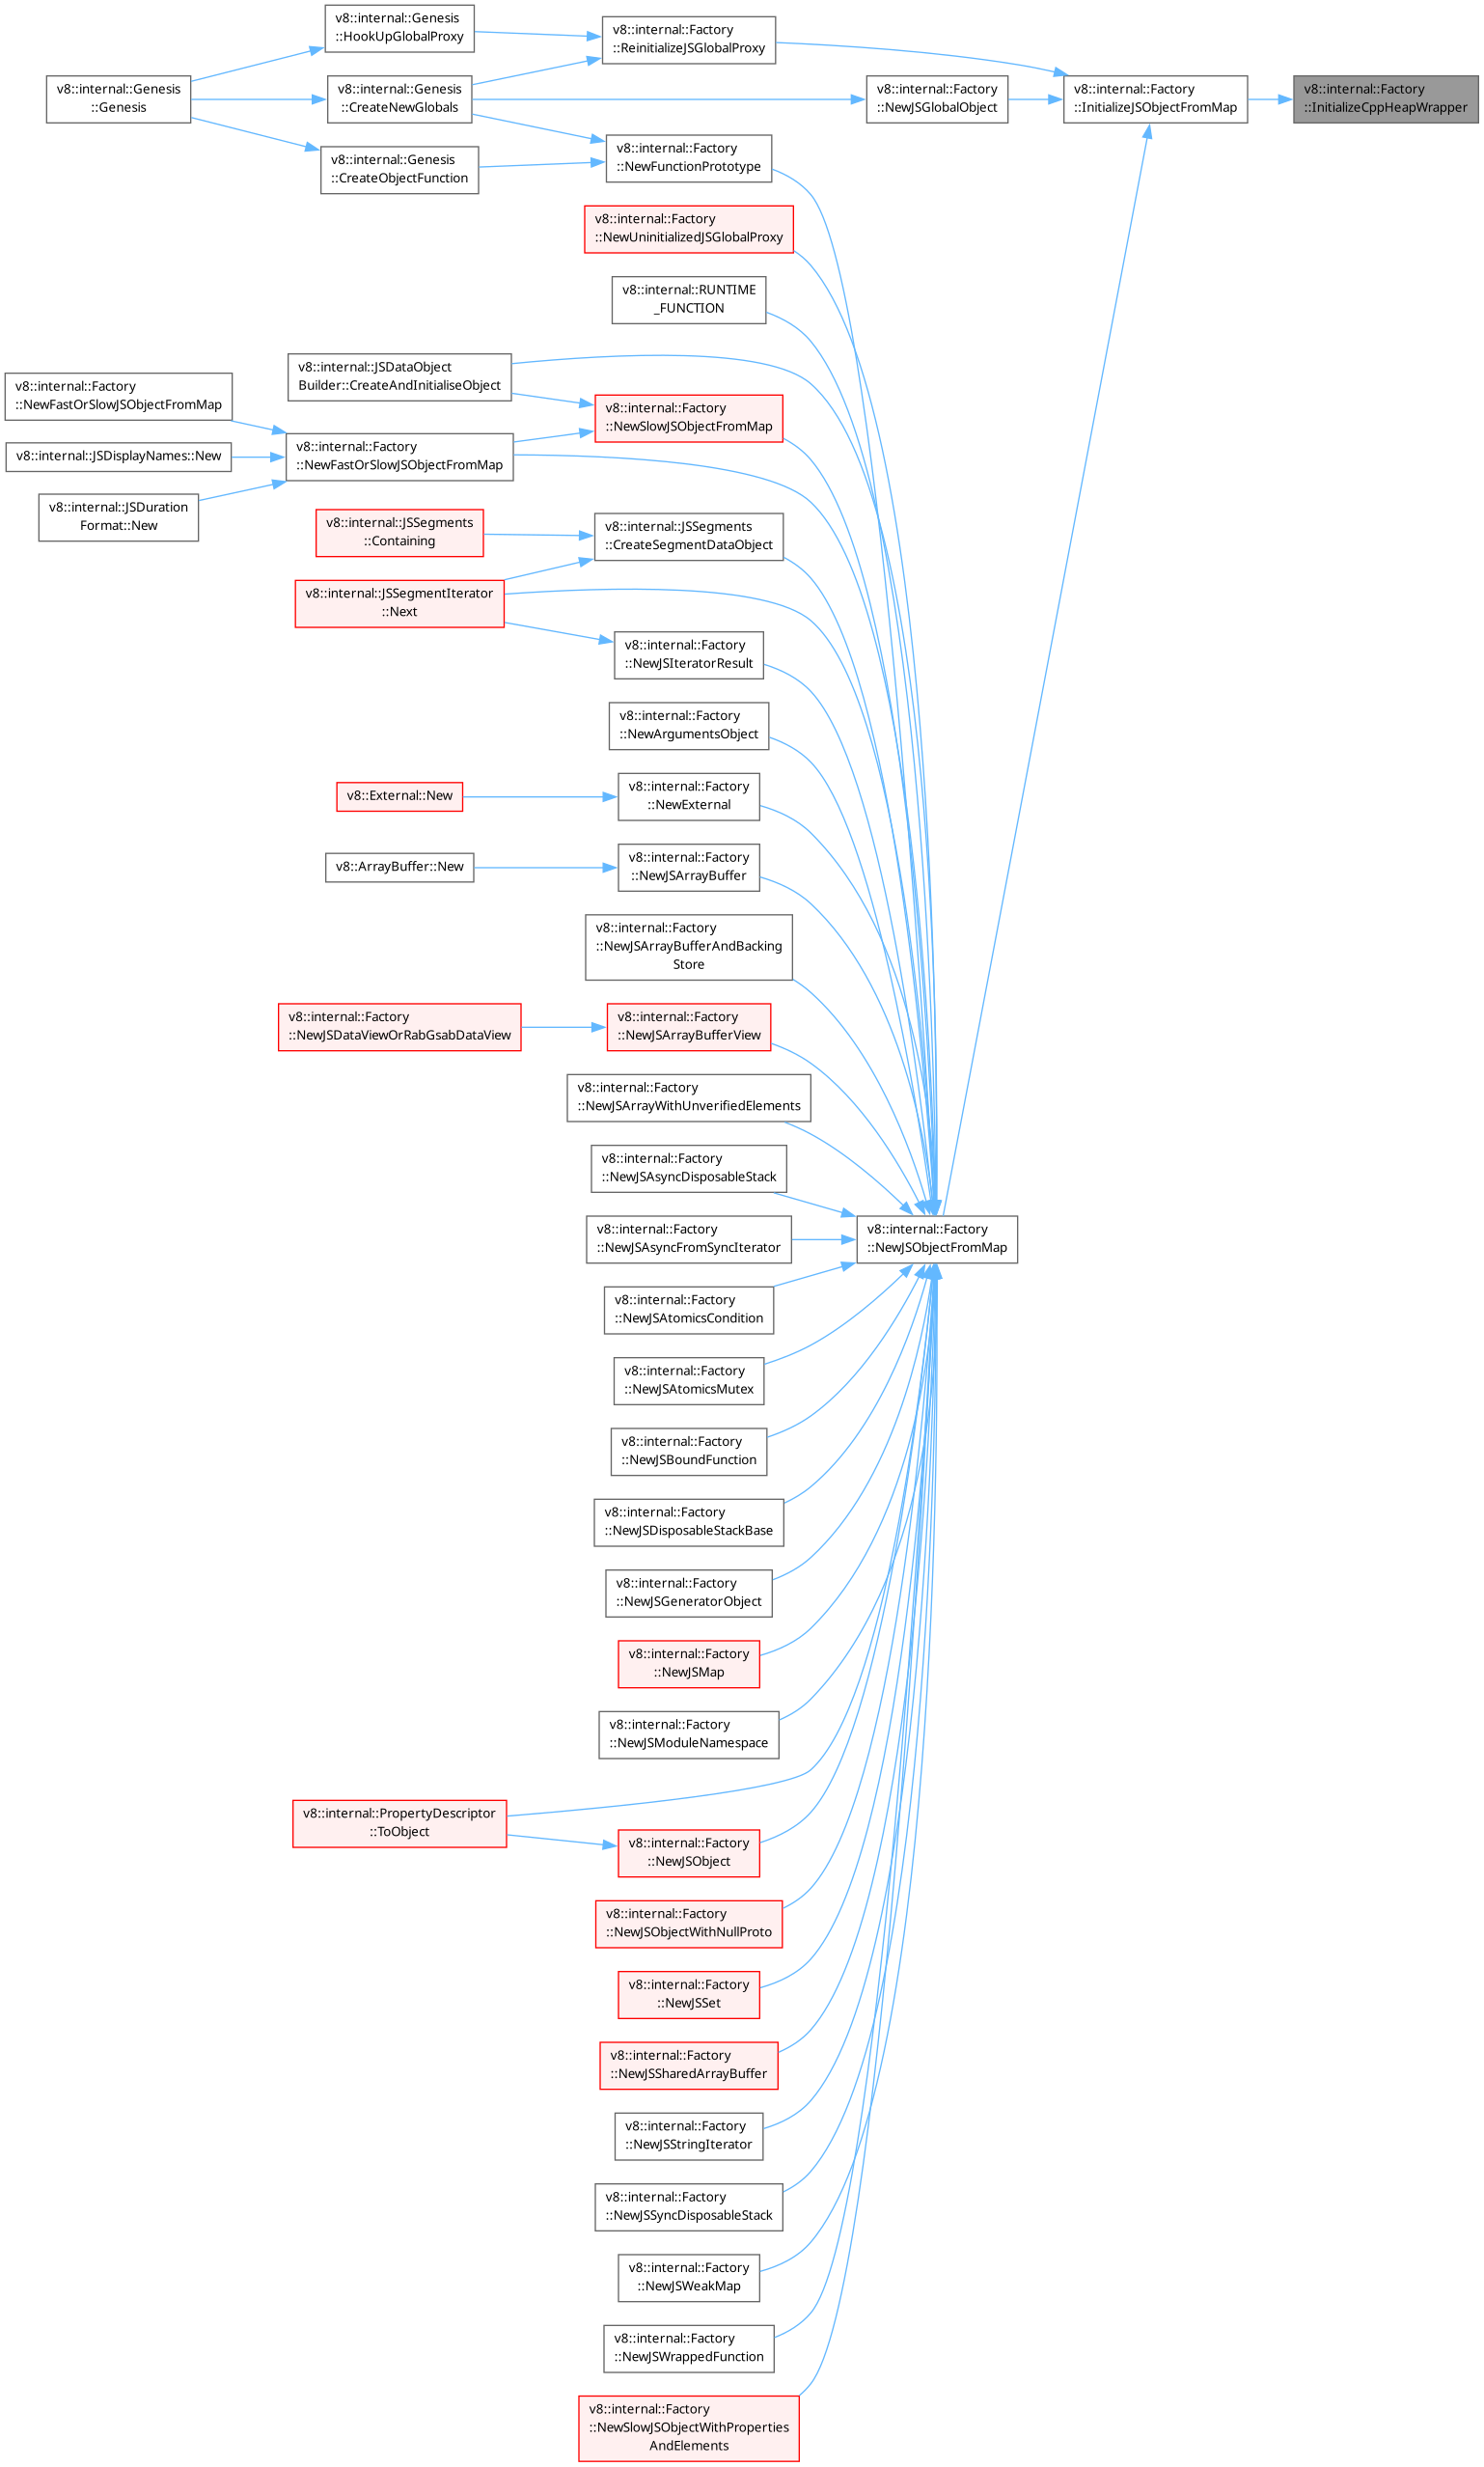 v8::internal::Genesis
::HookUpGlobalProxy
v8::internal::Factory
::ReinitializeJSGlobalProxy
v8::internal::Genesis
::Genesis
v8::internal::Genesis
::CreateNewGlobals
v8::internal::Factory
::NewJSGlobalObject
v8::internal::Factory
::InitializeJSObjectFromMap
v8::internal::Factory
::InitializeCppHeapWrapper
v8::internal::Genesis
::CreateObjectFunction
v8::internal::Factory
::NewFunctionPrototype
v8::internal::Factory
::NewUninitializedJSGlobalProxy
v8::internal::RUNTIME
_FUNCTION
v8::internal::JSDataObject
Builder::CreateAndInitialiseObject
v8::internal::Factory
::NewFastOrSlowJSObjectFromMap
v8::internal::Factory
::NewSlowJSObjectFromMap
v8::internal::JSDisplayNames::New
v8::internal::Factory
::NewFastOrSlowJSObjectFromMap
v8::internal::JSDuration
Format::New
v8::internal::JSSegments
::Containing
v8::internal::JSSegments
::CreateSegmentDataObject
v8::internal::JSSegmentIterator
::Next
v8::internal::Factory
::NewJSIteratorResult
v8::internal::Factory
::NewArgumentsObject
v8::External::New
v8::internal::Factory
::NewExternal
v8::ArrayBuffer::New
v8::internal::Factory
::NewJSArrayBuffer
v8::internal::Factory
::NewJSArrayBufferAndBacking
Store
v8::internal::Factory
::NewJSDataViewOrRabGsabDataView
v8::internal::Factory
::NewJSArrayBufferView
v8::internal::Factory
::NewJSArrayWithUnverifiedElements
v8::internal::Factory
::NewJSAsyncDisposableStack
v8::internal::Factory
::NewJSAsyncFromSyncIterator
v8::internal::Factory
::NewJSObjectFromMap
v8::internal::Factory
::NewJSAtomicsCondition
v8::internal::Factory
::NewJSAtomicsMutex
v8::internal::Factory
::NewJSBoundFunction
v8::internal::Factory
::NewJSDisposableStackBase
v8::internal::Factory
::NewJSGeneratorObject
v8::internal::Factory
::NewJSMap
v8::internal::Factory
::NewJSModuleNamespace
v8::internal::PropertyDescriptor
::ToObject
v8::internal::Factory
::NewJSObject
v8::internal::Factory
::NewJSObjectWithNullProto
v8::internal::Factory
::NewJSSet
v8::internal::Factory
::NewJSSharedArrayBuffer
v8::internal::Factory
::NewJSStringIterator
v8::internal::Factory
::NewJSSyncDisposableStack
v8::internal::Factory
::NewJSWeakMap
v8::internal::Factory
::NewJSWrappedFunction
v8::internal::Factory
::NewSlowJSObjectWithProperties
AndElements